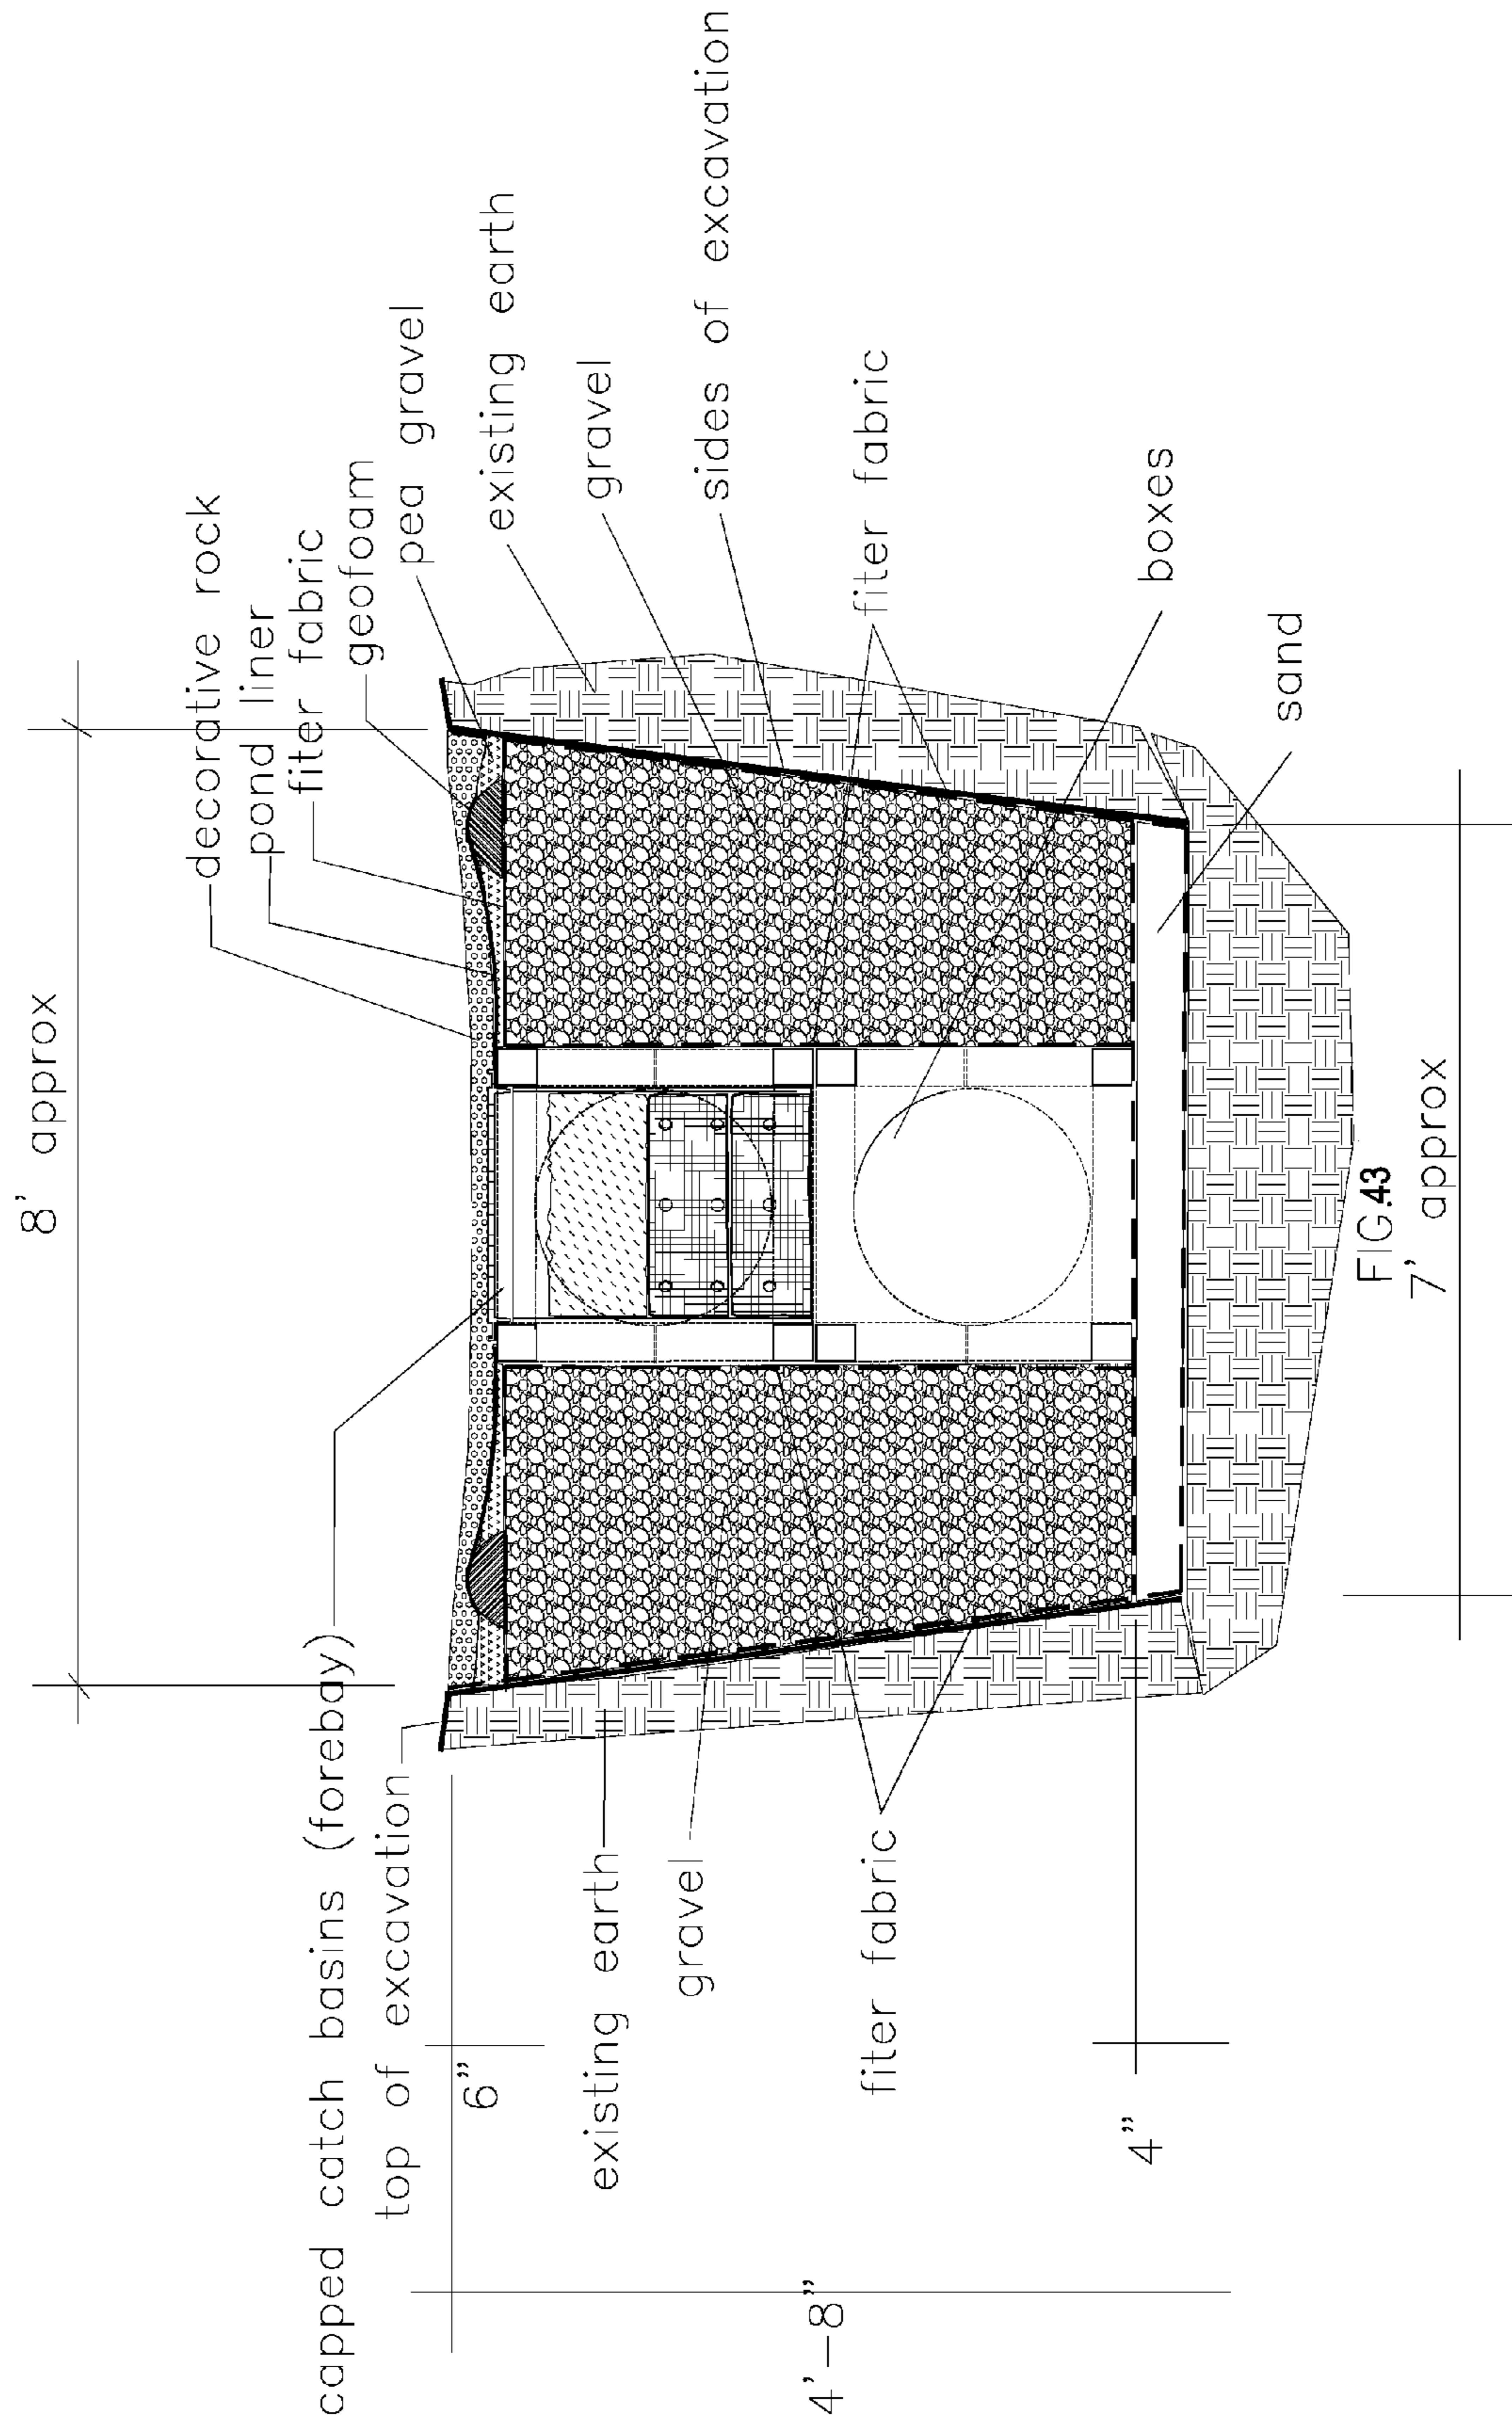 8' approx
decorative rock
pond liner
fiter fabric
geofoam
pea gravel
existing earth
gravel
sides of excavation
fiter fabric
boxes
sand
capped catch basins (forebay)
top of excavation
6"
existing earth
gravel
fiter fabric
4"
4'-8"
FIG.43
7' approx